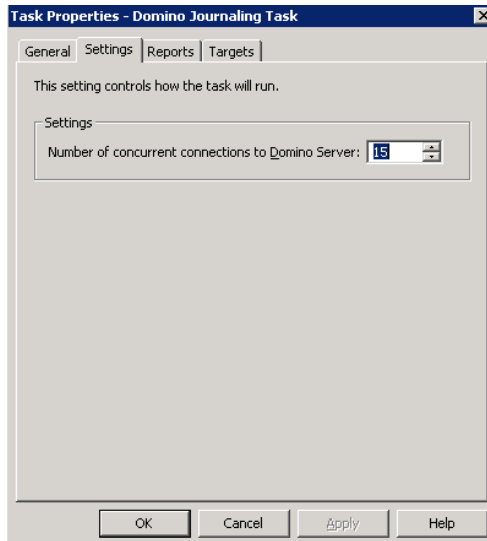 Task Properties - Domino Journaling Task
General Settings Reports Targets
This setting controls how the task will run.
Settings
Number of concurrent connections to Domino Server: 15
OK Cancel Apply Help